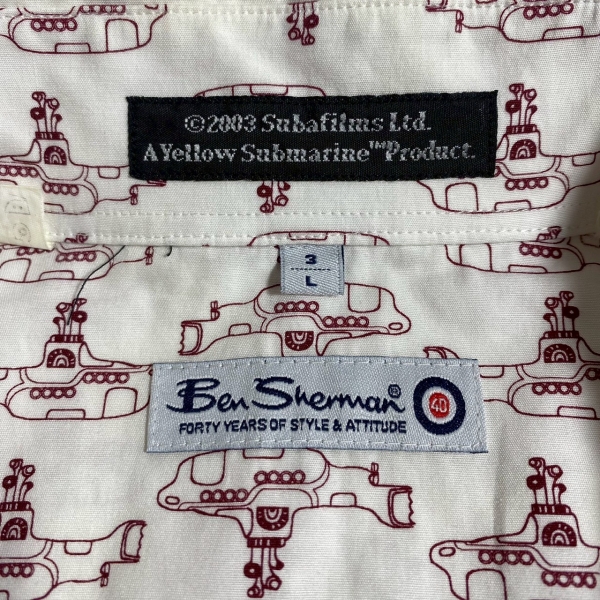 ©2003 Subafilms Ltd.
A Yellow Submarine™ Product.
3
L
Ben Sherman®
40
FORTY YEARS OF STYLE & ATTITUDE